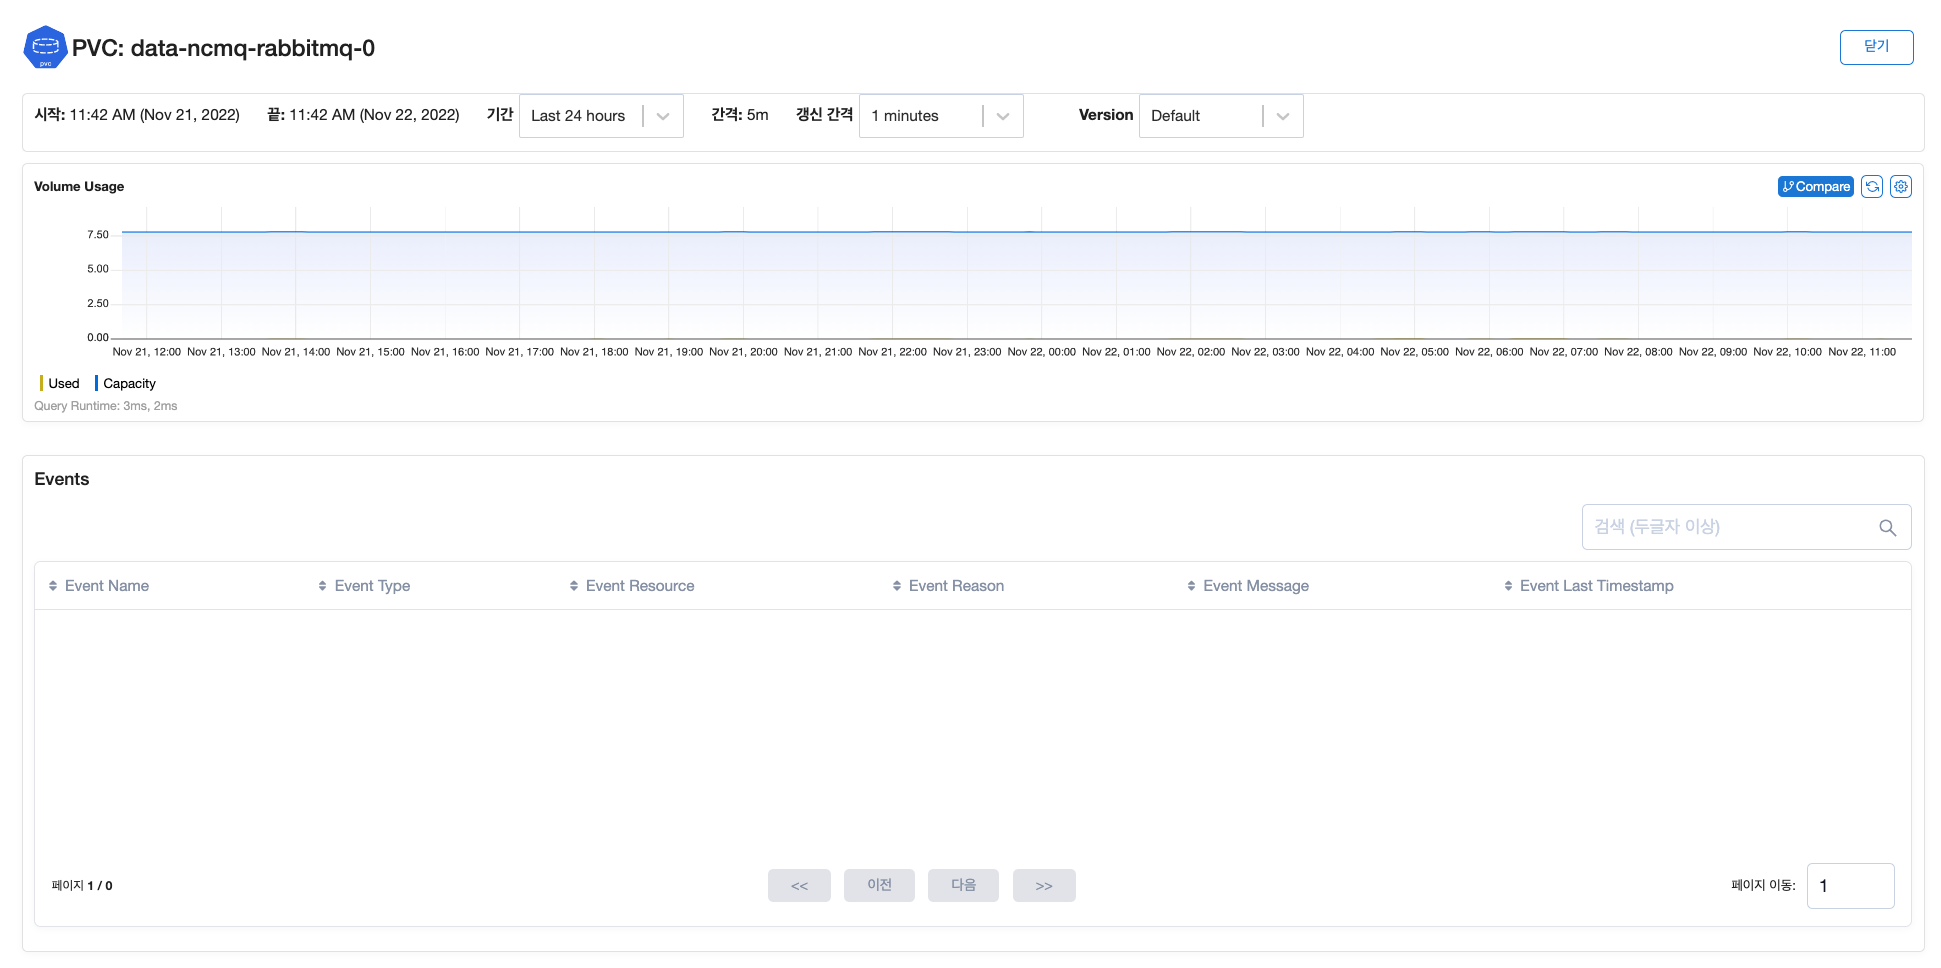 pvc
PVC: data-ncmq-rabbitmq-0
닫기
시작: 11:42 AM (Nov 21, 2022) 끝: 11:42 AM (Nov 22, 2022) 기간 Last 24 hours 간격: 5m 갱신 간격 1 minutes Version Default
Volume Usage
Compare
7.50
5.00
2.50
0.00
Nov 21, 12:00 Nov 21, 13:00 Nov 21, 14:00 Nov 21, 15:00 Nov 21, 16:00 Nov 21, 17:00 Nov 21, 18:00 Nov 21, 19:00 Nov 21, 20:00 Nov 21, 21:00 Nov 21, 22:00 Nov 21, 23:00 Nov 22, 00:00 Nov 22, 01:00 Nov 22, 02:00 Nov 22, 03:00 Nov 22, 04:00 Nov 22, 05:00 Nov 22, 06:00 Nov 22, 07:00 Nov 22, 08:00 Nov 22, 09:00 Nov 22, 10:00 Nov 22, 11:00
Used Capacity
Query Runtime: 3ms, 2ms
Events
검색 (두글자 이상)
Event Name Event Type Event Resource Event Reason Event Message Event Last Timestamp
페이지 1 / 0 << 이전 다음 >> 페이지 이동: 1